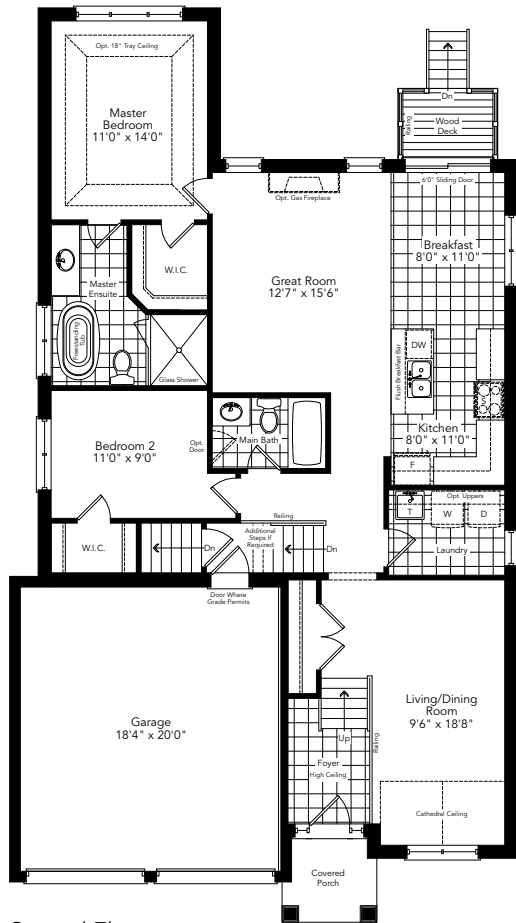 Opt. 18" Tray Ceiling
Master
Bedroom
11'0" x 14'0"
Dn
Railing
Wood
Deck
6'0" Sliding Door
Opt. Gas Fireplace
Breakfast
8'0" x 11'0"
Great Room
12'7" x 15'6"
W.I.C.
Master
Ensuite
Freestanding
Tub
Glass Shower
DW
Flush Breakfast Bar
Kitchen
8'0" x 11'0"
F
Main Bath
Opt.
Door
Bedroom 2
11'0" x 9'0"
W.I.C.
Dn
Railing
Additional
Steps If
Required
Dn
Opt. Uppers
T
W
D
Laundry
Door Where
Grade Permits
Garage
18'4" x 20'0"
Living/Dining
Room
9'6" x 18'8"
Up
Railing
Foyer
High Ceiling
Cathedral Ceiling
Covered
Porch